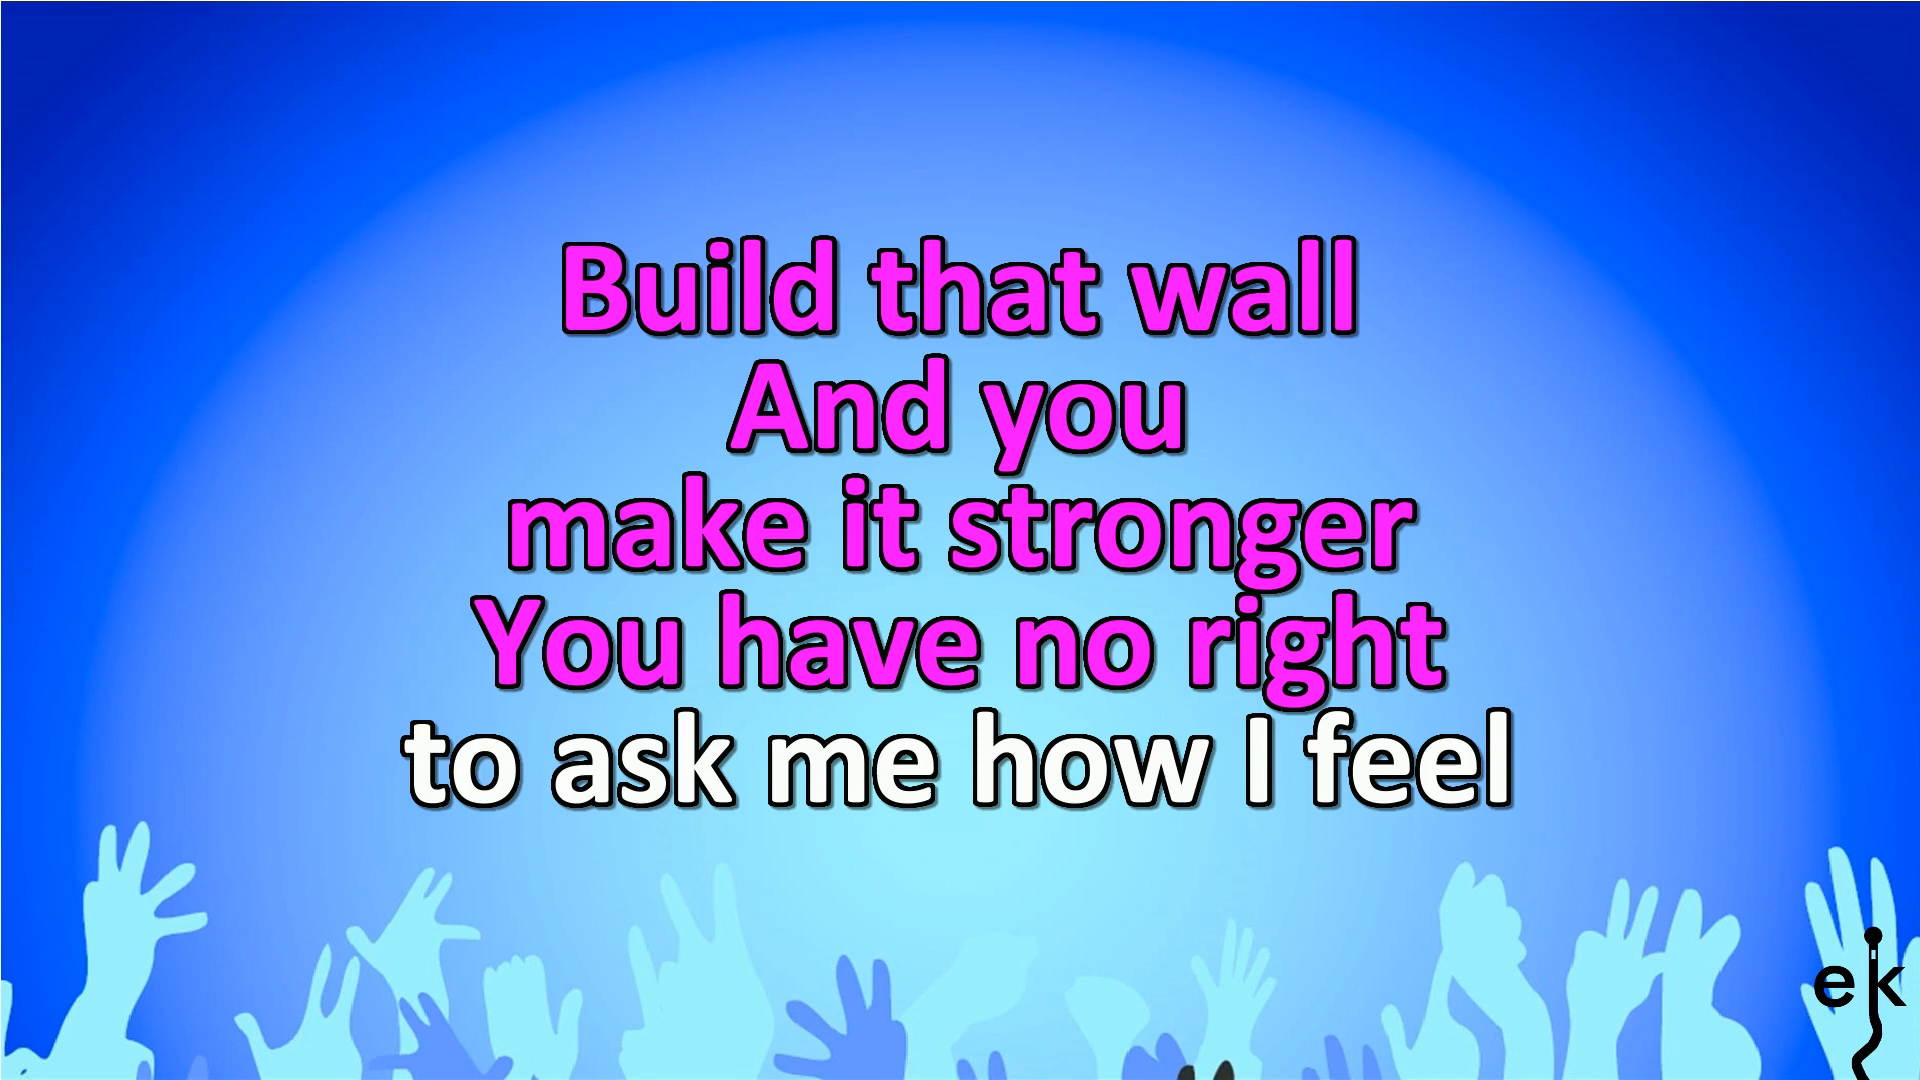 Build that wall
And you
make it stronger
You have no right
to ask me how I feel
ek